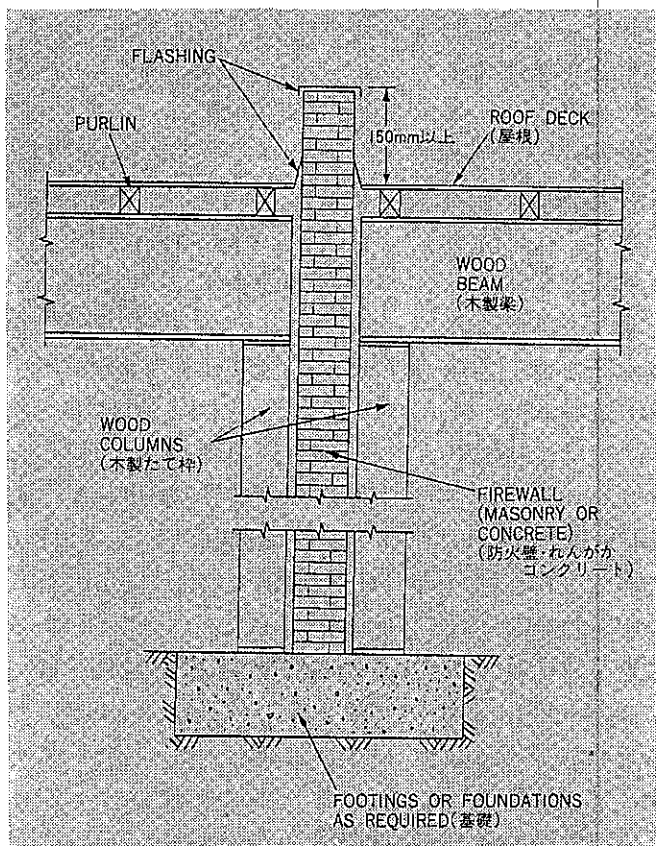 FLASHING
PURLIN
150mm以上
ROOF DECK
(屋根)
WOOD
BEAM
(木製梁)
WOOD
COLUMNS
(木製たて枠)
FIREWALL
(MASONRY OR
CONCRETE)
(防火壁・れんがか
コンクリート)
FOOTINGS OR FOUNDATIONS
AS REQUIRED(基礎)